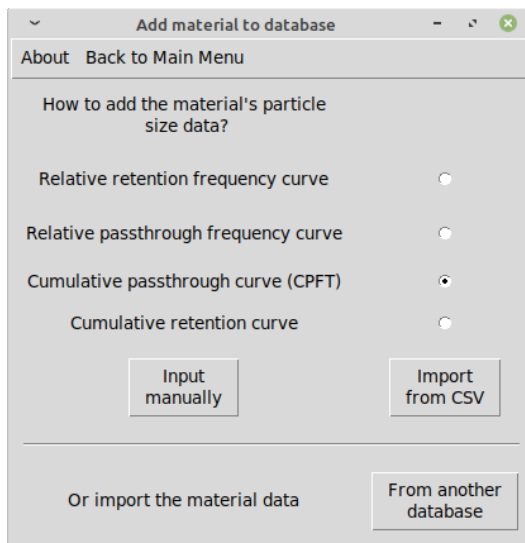 Add material to database
About Back to Main Menu
How to add the material's particle
size data?
Relative retention frequency curve
Relative passthrough frequency curve
Cumulative passthrough curve (CPFT)
Cumulative retention curve
Input
manually
Import
from CSV
Or import the material data
From another
database